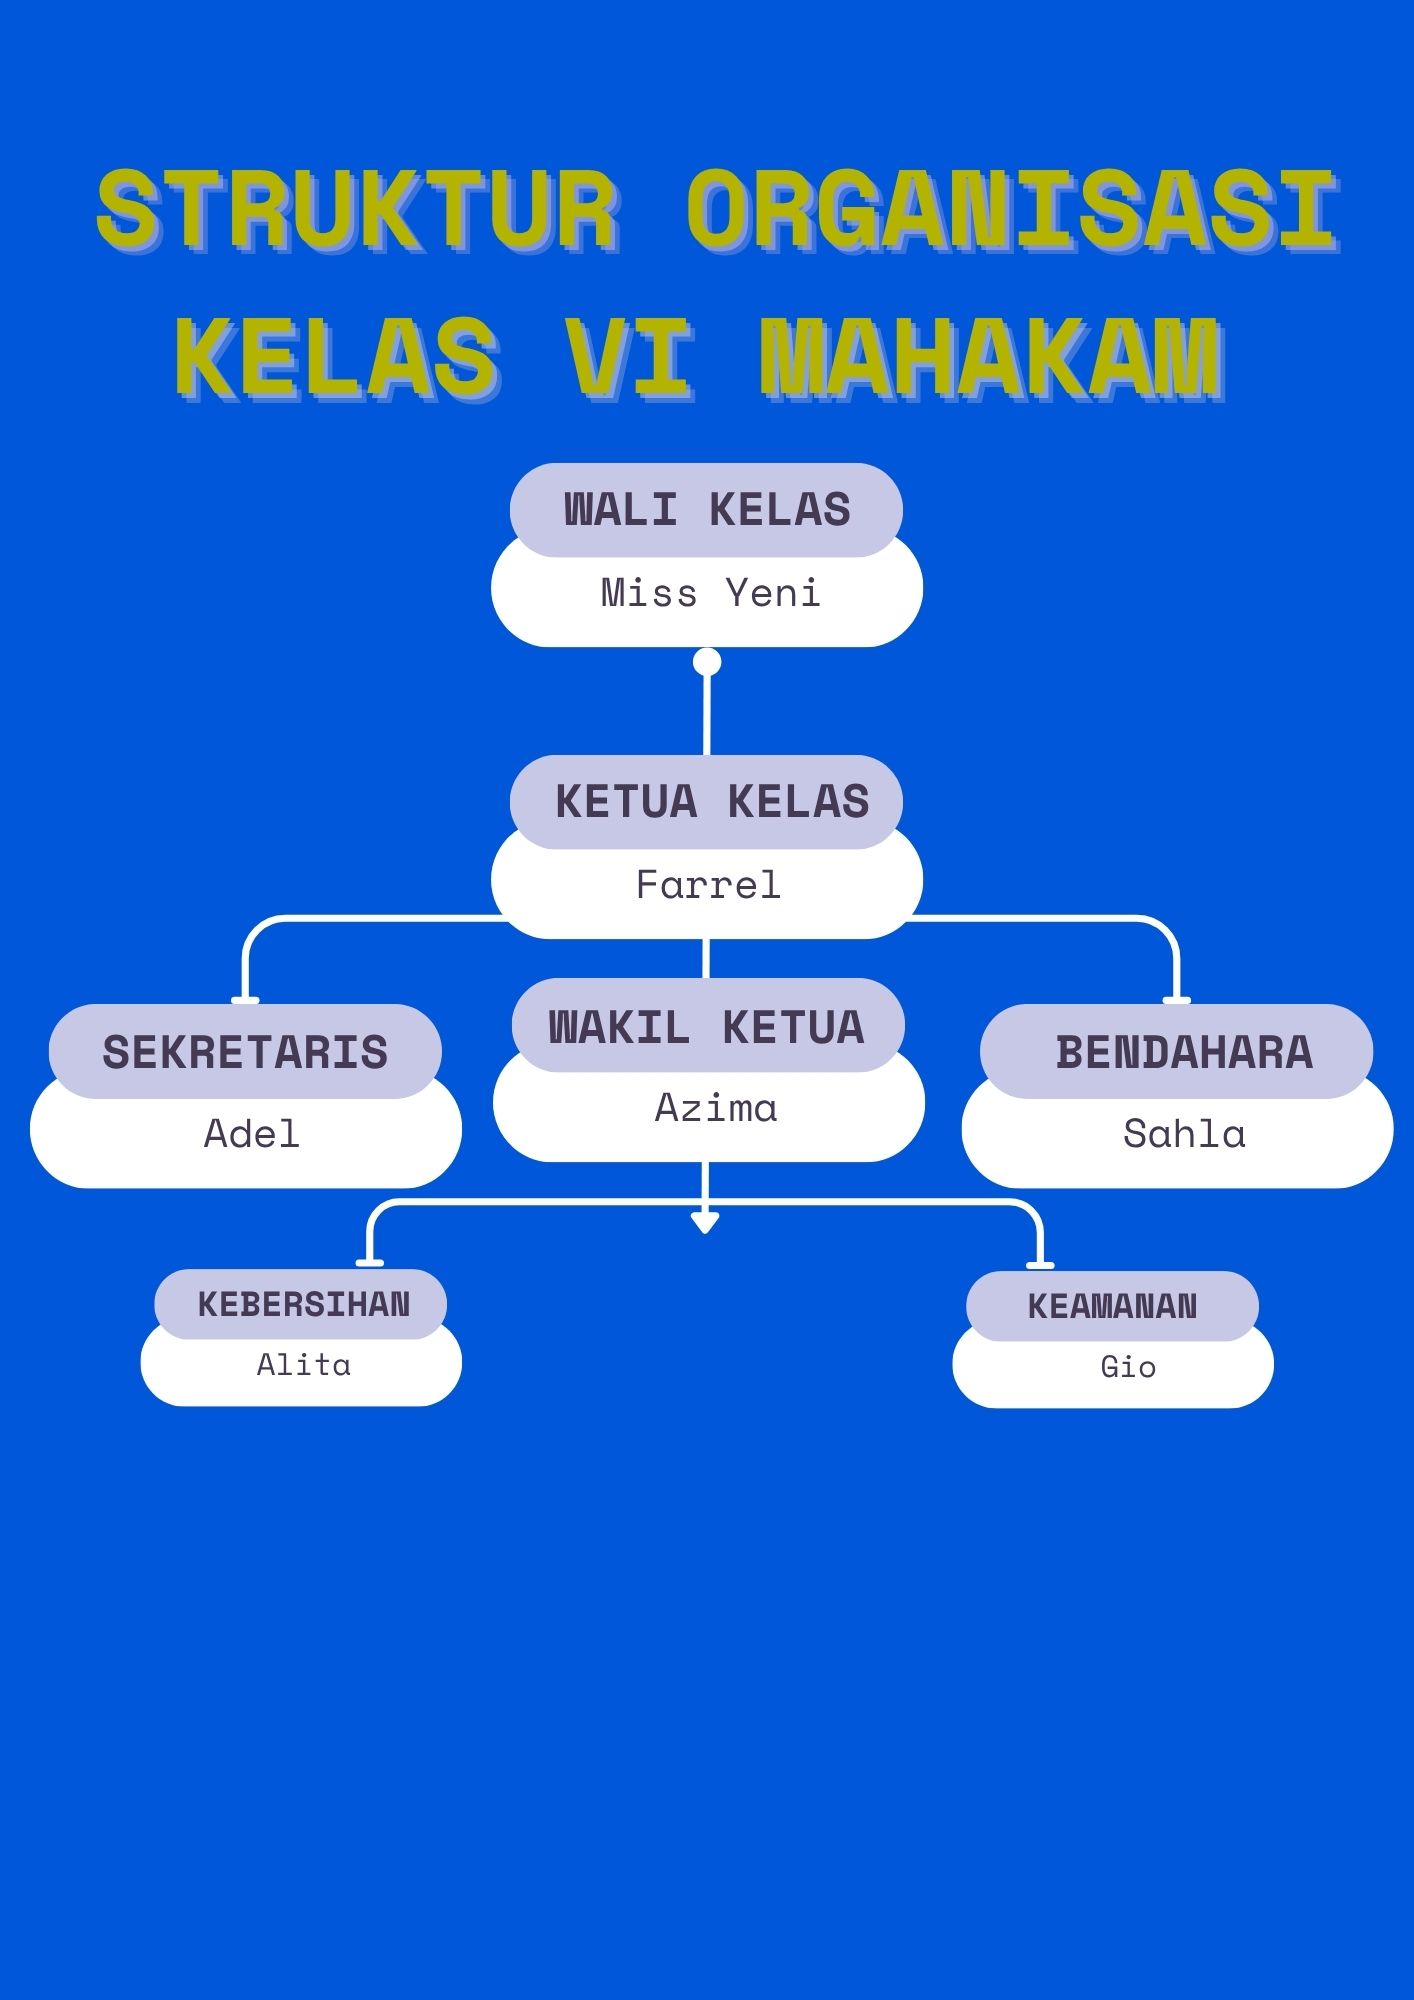 STRUKTUR ORGANISASI
KELAS VI MAHAKAM
WALI KELAS
Miss Yeni
KETUA KELAS
Farrel
SEKRETARIS
Adel
WAKIL KETUA
Azima
BENDAHARA
Sahla
KEBERSIHAN
Alita
KEAMANAN
Gio